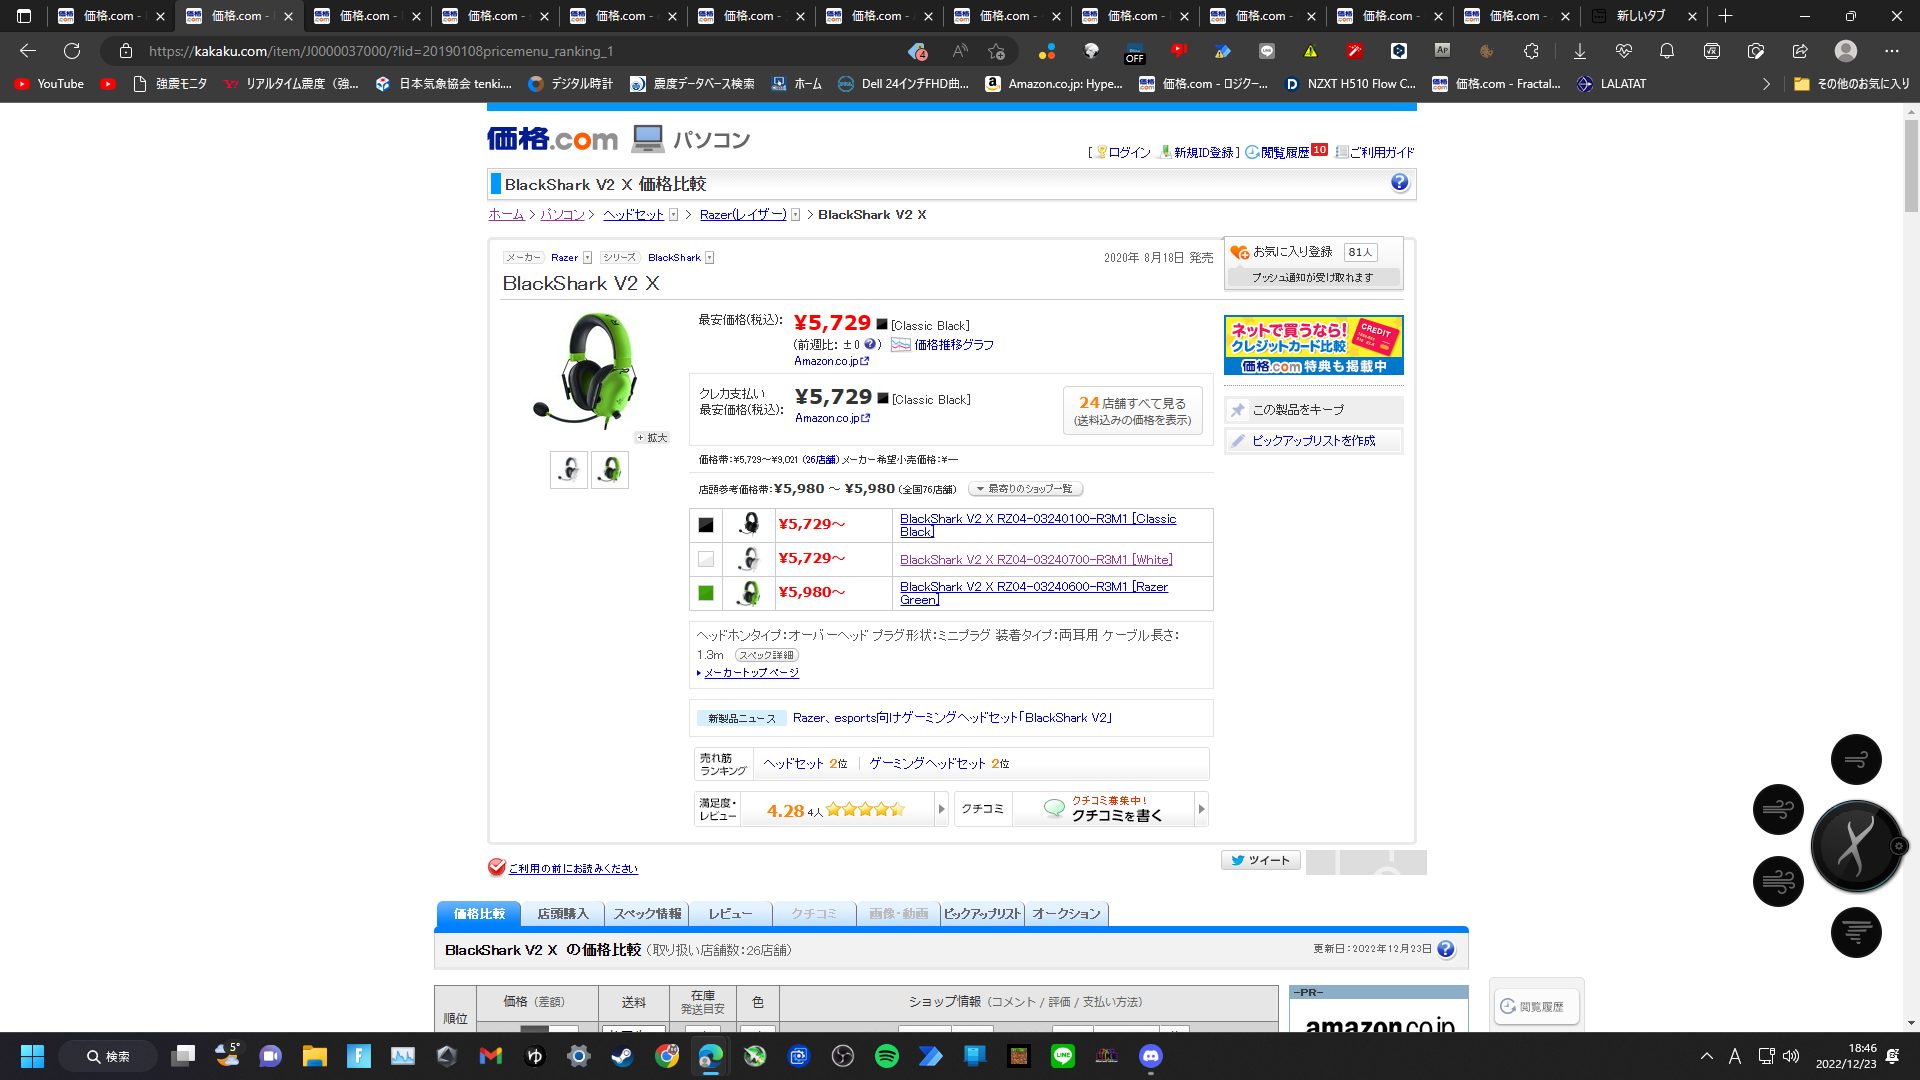 価格.com -
価格.com -
価格.com -
価格.com -
価格.com -
価格.com -
価格.com -
価格.com -
価格.com -
価格.com -
価格.com -
価格.com -
新しいタブ
https://kakaku.com/item/J0000037000/?lid=20190108pricemenu_ranking_1
4
OFF
YouTube
強震モニタ
リアルタイム震度（強...
日本気象協会 tenki....
デジタル時計
震度データベース検索
ホーム
Dell 24インチFHD曲...
Amazon.co.jp: Hype...
価格.com - ロジクー...
NZXT H510 Flow C...
価格.com - Fractal...
LALATAT
その他のお気に入り
価格.com パソコン
[ ログイン 新規ID登録 ] 閲覧履歴 10 ご利用ガイド
BlackShark V2 X 価格比較
ホーム > パソコン > ヘッドセット > Razer(レイザー) > BlackShark V2 X
メーカー Razer シリーズ BlackShark
2020年 8月18日 発売
お気に入り登録 81人
プッシュ通知が受け取れます
BlackShark V2 X
最安価格(税込): ¥5,729 [Classic Black]
(前週比: ±0 ) 価格推移グラフ
Amazon.co.jp
クレカ支払い
最安価格(税込): ¥5,729 [Classic Black]
Amazon.co.jp
24店舗すべて見る
(送料込みの価格を表示)
+ 拡大
価格帯:¥5,729～¥9,021 (26店舗) メーカー希望小売価格:¥―
店頭参考価格帯:¥5,980 ～ ¥5,980 (全国76店舗) 最寄りのショップ一覧
¥5,729～ BlackShark V2 X RZ04-03240100-R3M1 [Classic Black]
¥5,729～ BlackShark V2 X RZ04-03240700-R3M1 [White]
¥5,980～ BlackShark V2 X RZ04-03240600-R3M1 [Razer Green]
ネットで買うなら!
クレジットカード比較
CREDIT
価格.com 特典も掲載中
この製品をキープ
ピックアップリストを作成
ヘッドホンタイプ:オーバーヘッド プラグ形状:ミニプラグ 装着タイプ:両耳用 ケーブル長さ:
1.3m スペック詳細
メーカートップページ
新製品ニュース Razer、esports向けゲーミングヘッドセット「BlackShark V2」
売れ筋
ランキング
ヘッドセット 2位 ゲーミングヘッドセット 2位
満足度・
レビュー
4.28 4人
クチコミ
クチコミ募集中！
クチコミを書く
ご利用の前にお読みください
ツイート
価格比較
店頭購入
スペック情報
レビュー
クチコミ
画像・動画
ピックアップリスト
オークション
BlackShark V2 X の価格比較 (取り扱い店舗数:26店舗)
更新日:2022年12月23日
順位
価格 (差額)
送料
在庫
発送目安
色
ショップ情報 (コメント / 評価 / 支払い方法)
-PR-
amazon.co.jp
閲覧履歴
検索
5°
A
18:46
2022/12/23